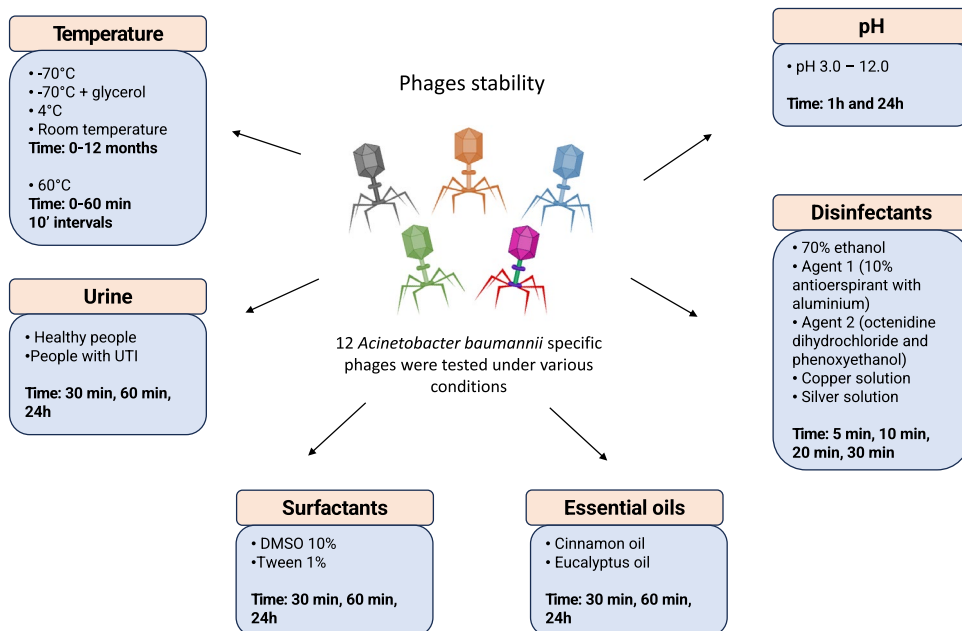 Phages stability
12 Acinetobacter baumannii specific
phages were tested under various
conditions
Temperature
• -70°C
• -70°C + glycerol
• 4°C
• Room temperature
Time: 0-12 months
• 60°C
Time: 0-60 min
10’ intervals
pH
• pH 3.0 – 12.0
Time: 1h and 24h
Urine
• Healthy people
•People with UTI
Time: 30 min, 60 min,
24h
Disinfectants
• 70% ethanol
• Agent 1 (10%
antioerspirant with
aluminium)
• Agent 2 (octenidine
dihydrochloride and
phenoxyethanol)
• Copper solution
• Silver solution
Time: 5 min, 10 min,
20 min, 30 min
Surfactants
• DMSO 10%
•Tween 1%
Time: 30 min, 60 min,
24h
Essential oils
• Cinnamon oil
• Eucalyptus oil
Time: 30 min, 60 min,
24h